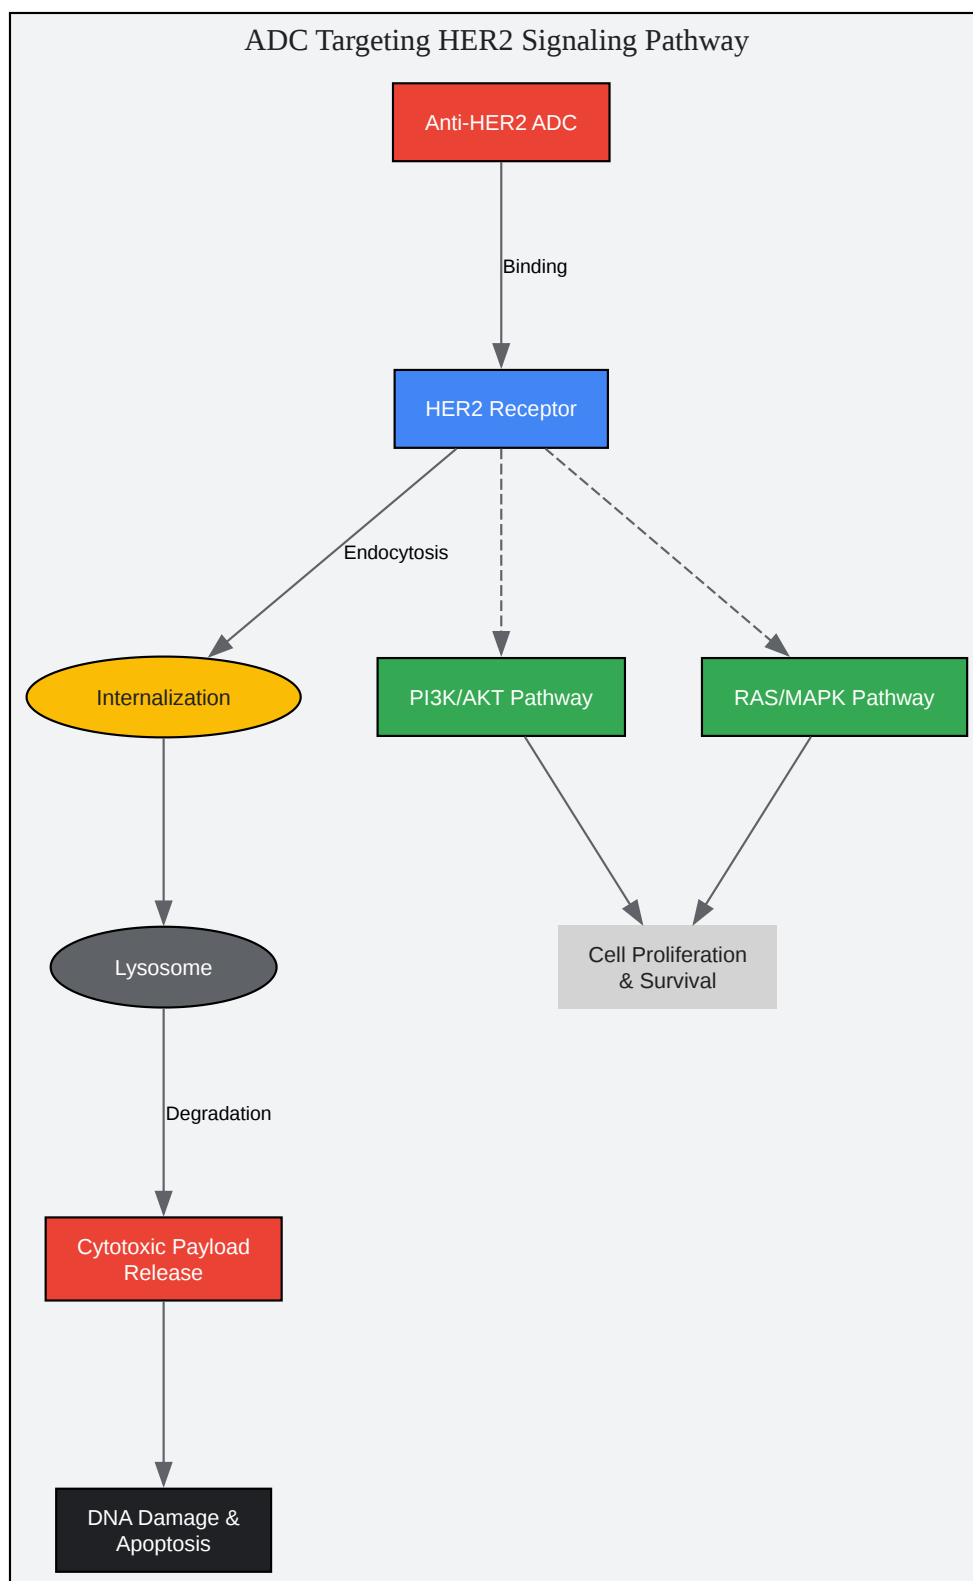 ADC Targeting HER2 Signaling Pathway
Anti-HER2 ADC
Binding
HER2 Receptor
Endocytosis
Internalization
PI3K/AKT Pathway
RAS/MAPK Pathway
Lysosome
Cell Proliferation
& Survival
Degradation
Cytotoxic Payload
Release
DNA Damage &
Apoptosis